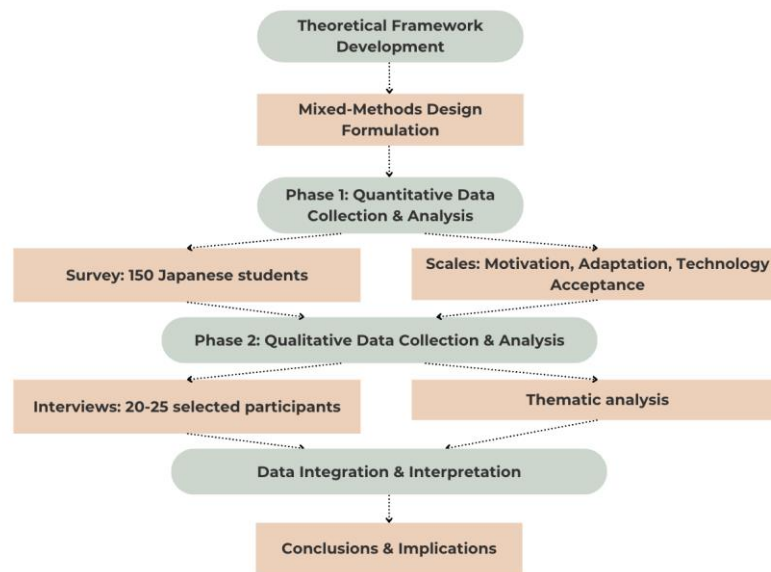 Theoretical Framework
Development
Mixed-Methods Design
Formulation
Phase 1: Quantitative Data
Collection & Analysis
Survey: 150 Japanese students
Scales: Motivation, Adaptation, Technology
Acceptance
Phase 2: Qualitative Data Collection & Analysis
Interviews: 20-25 selected participants
Thematic analysis
Data Integration & Interpretation
Conclusions & Implications